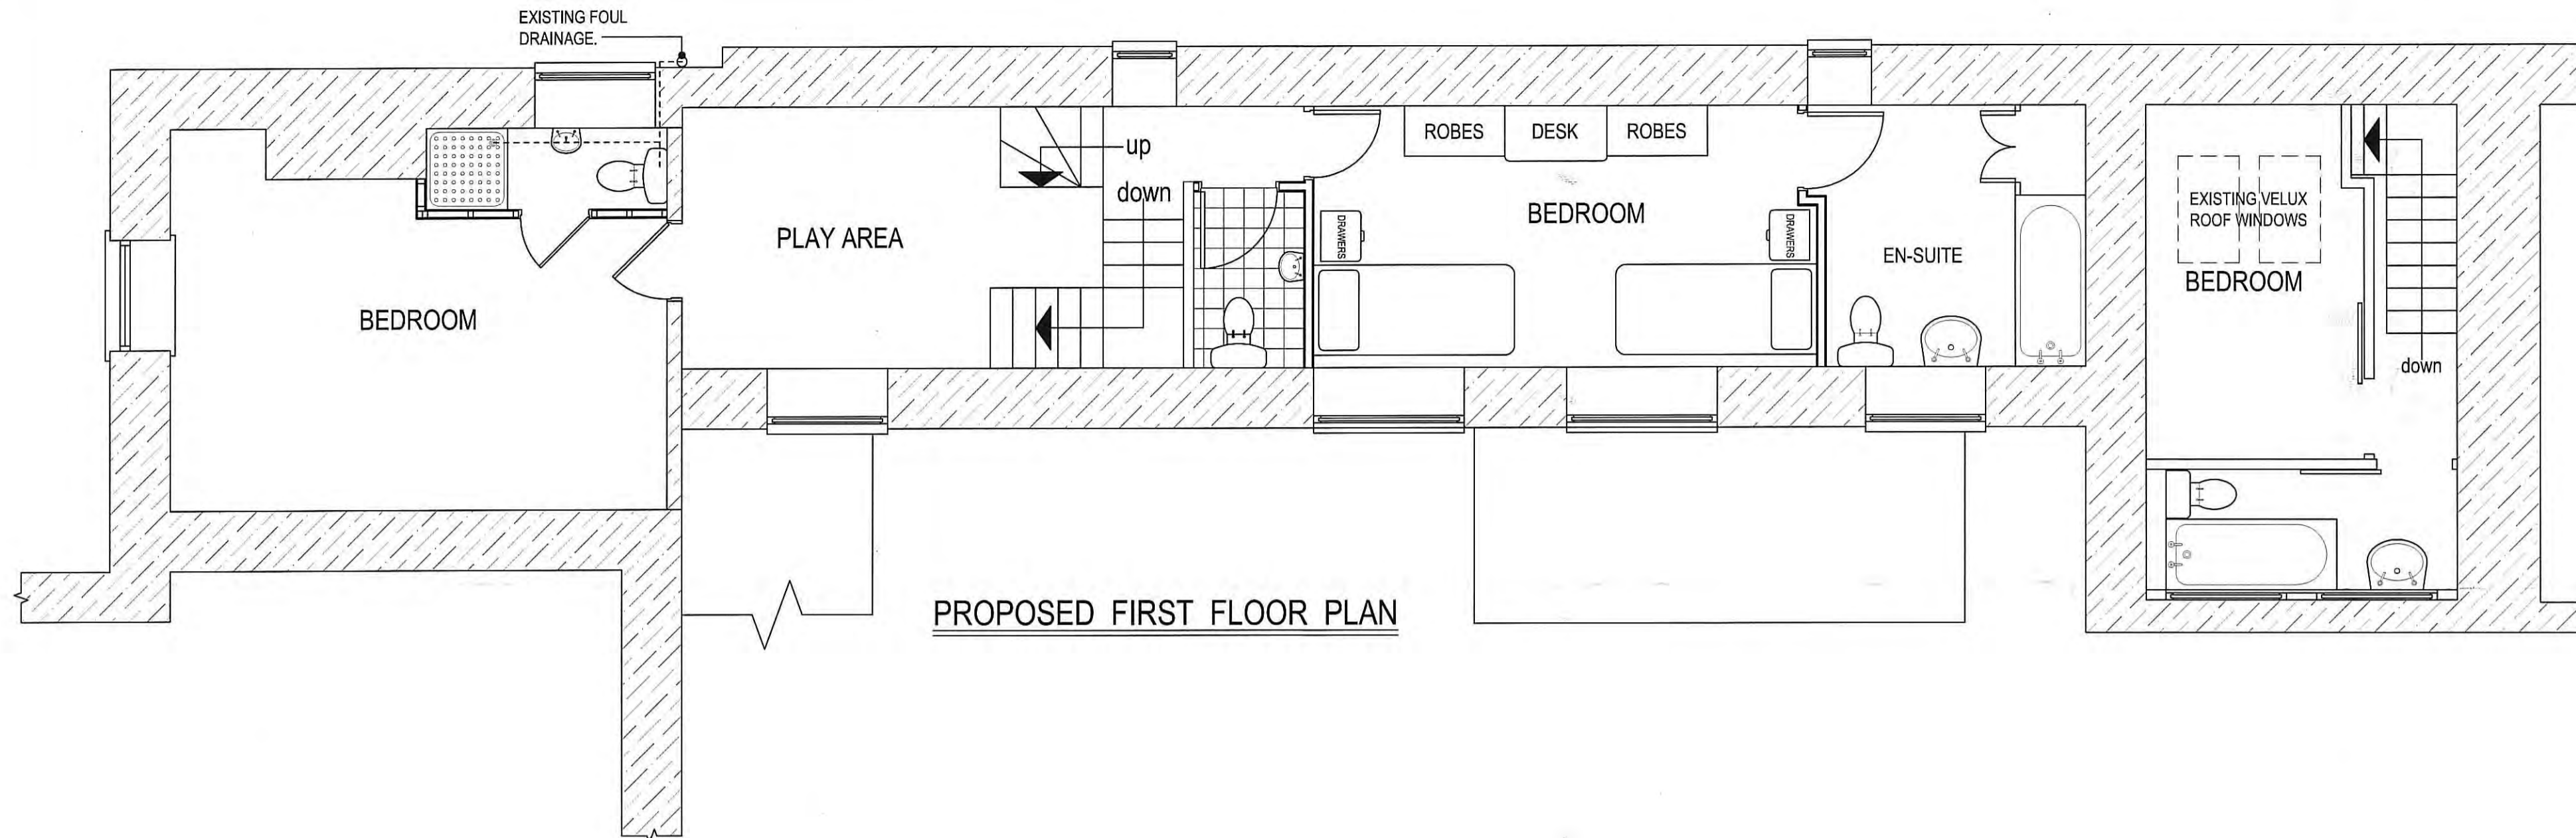 EXISTING FOUL
DRAINAGE.
up
down
ROBES
DESK
ROBES
DRAWERS
DRAWERS
BEDROOM
PLAY AREA
BEDROOM
EN-SUITE
EXISTING VELUX
ROOF WINDOWS
BEDROOM
down
PROPOSED FIRST FLOOR PLAN